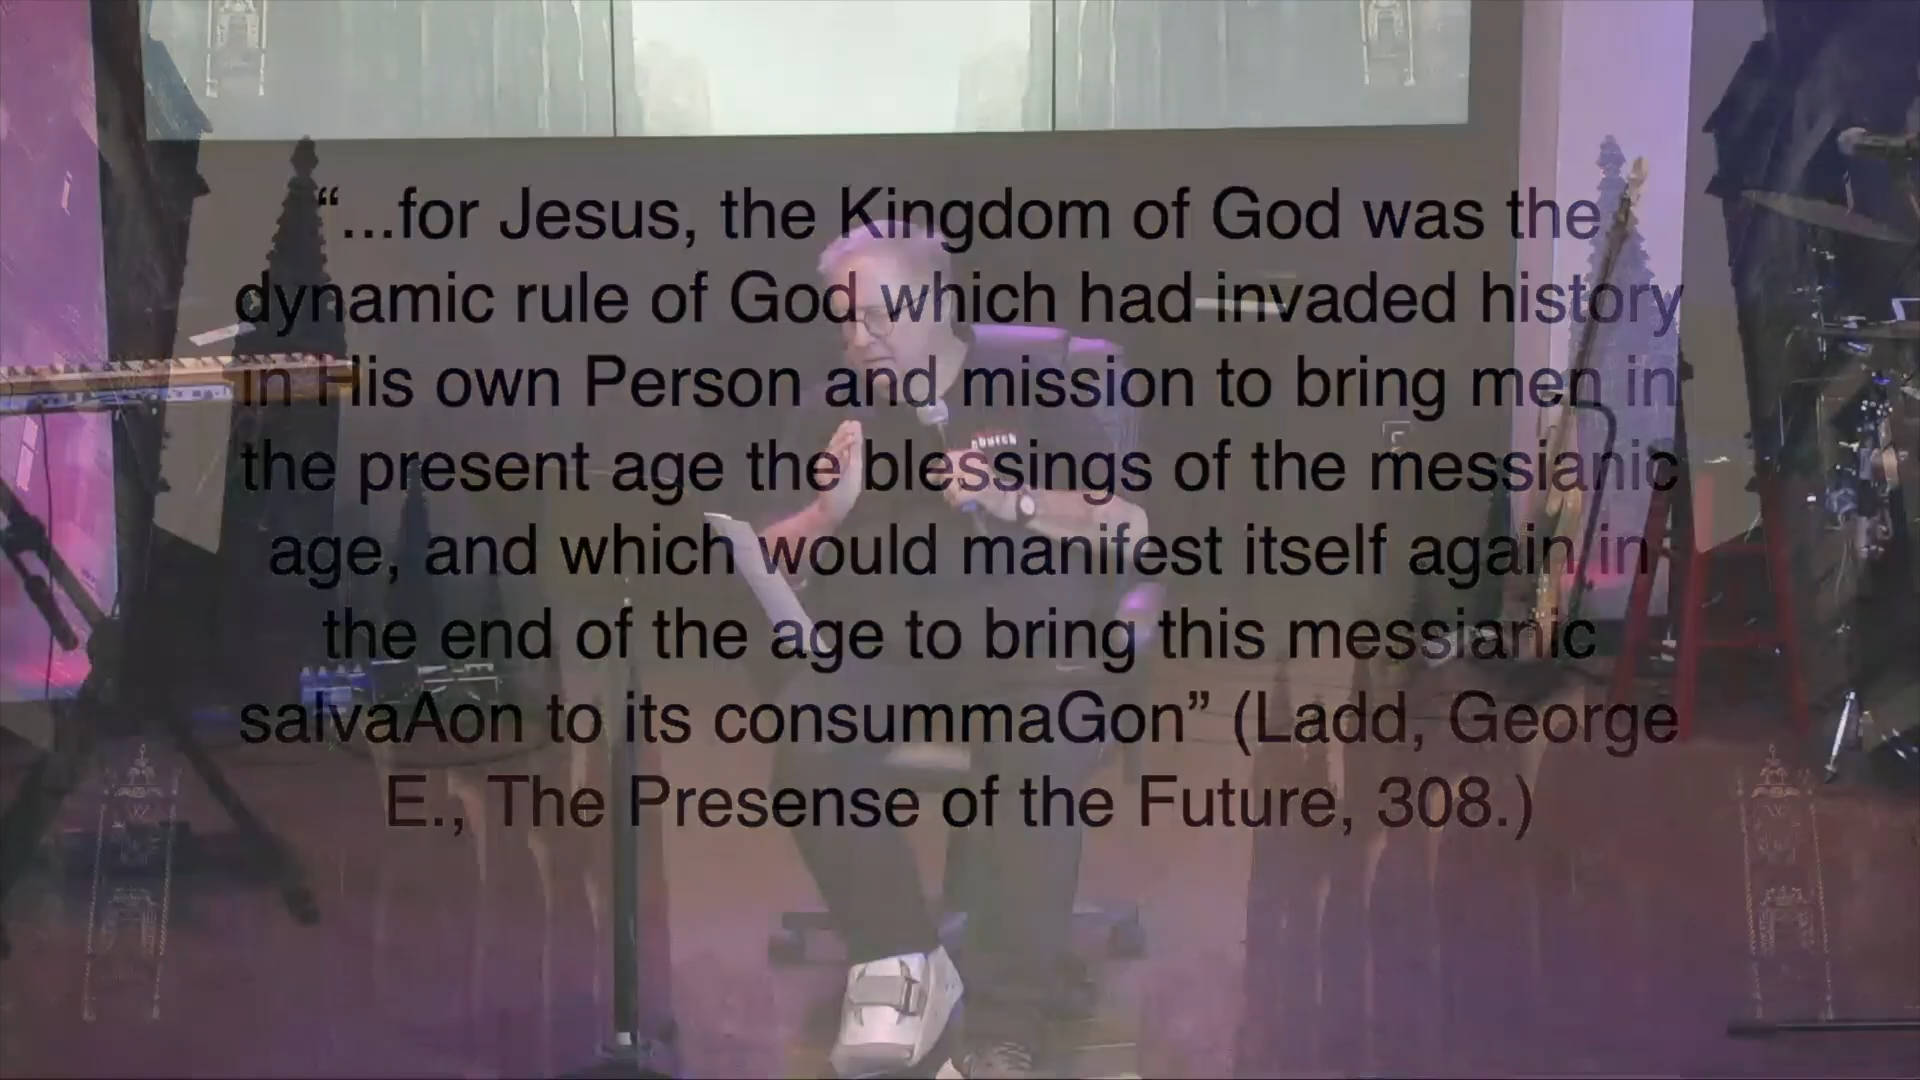 “...for Jesus, the Kingdom of God was the
dynamic rule of God which had invaded history
in His own Person and mission to bring men in
the present age the blessings of the messianic
age, and which would manifest itself again in
the end of the age to bring this messianic
salvaAon to its consummaGon” (Ladd, George
E., The Presense of the Future, 308.)
church